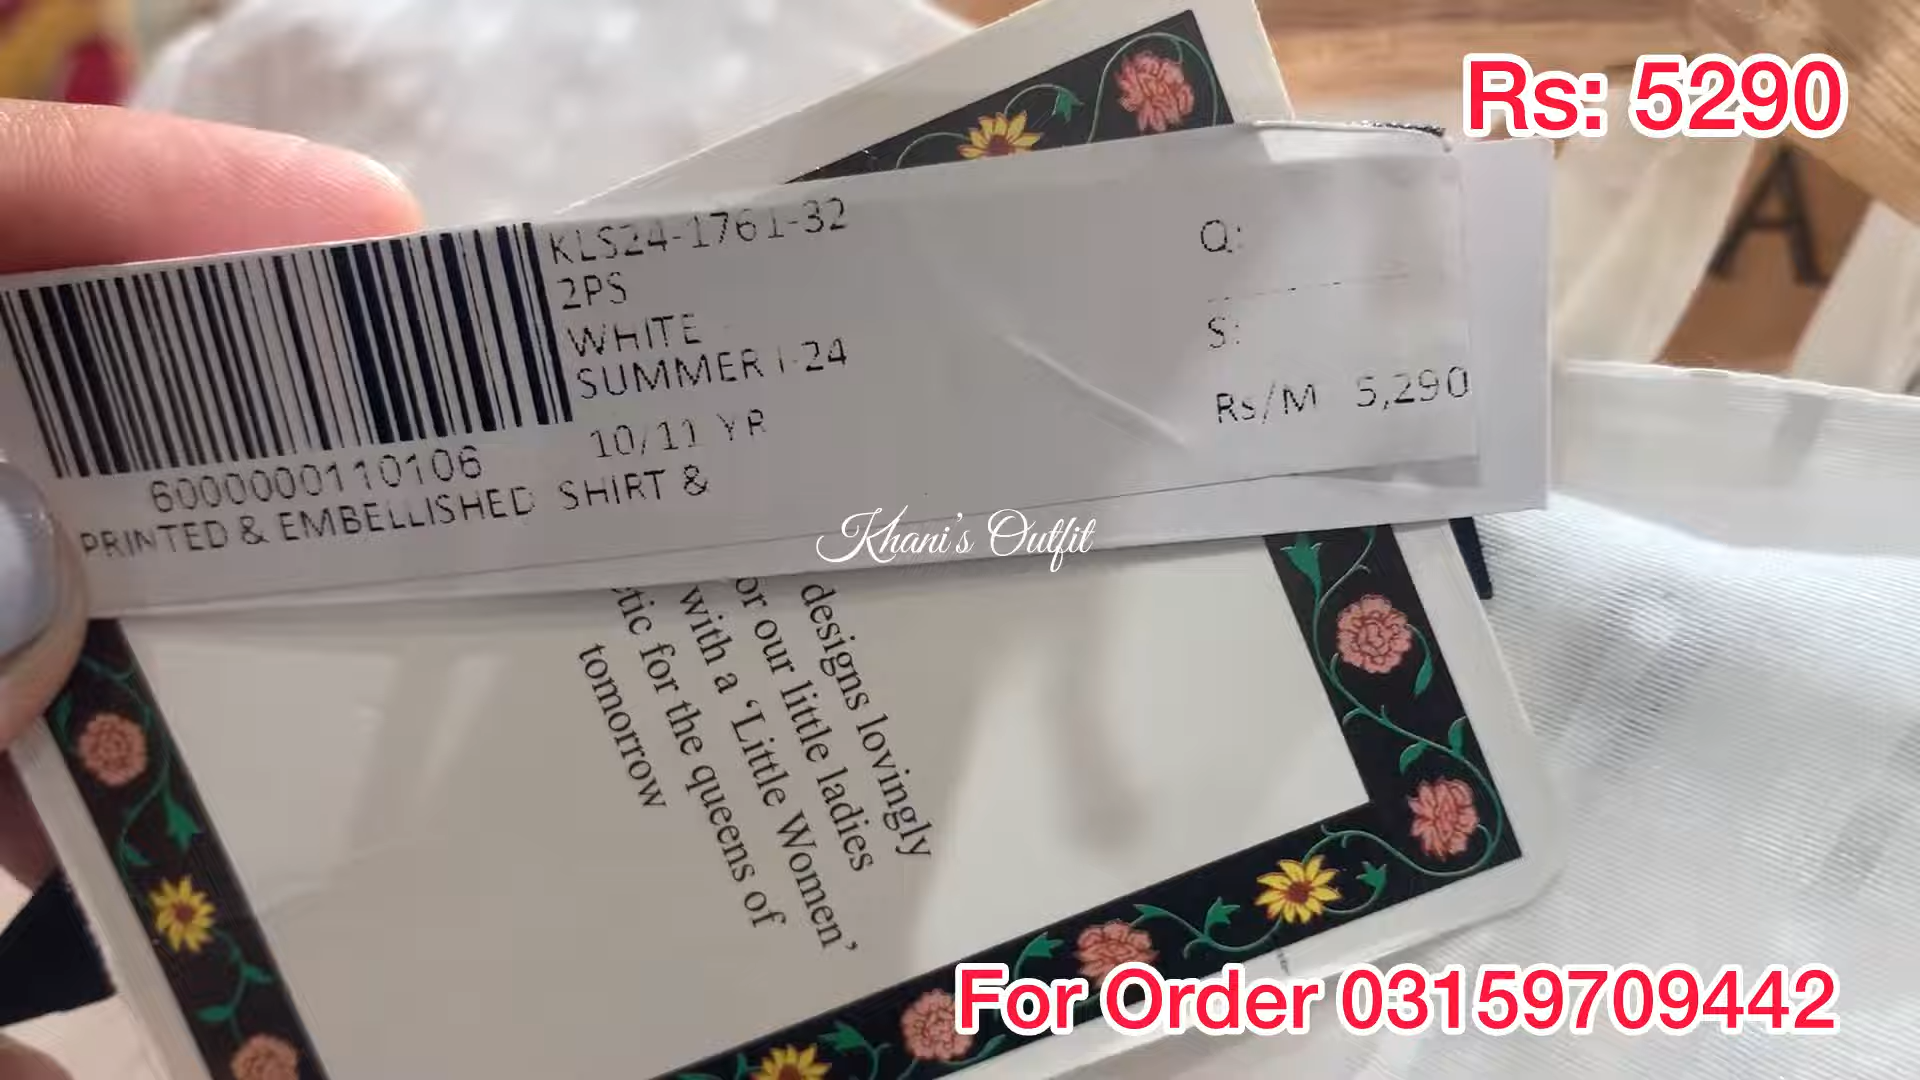 Rs: 5290
KLS24-1761-32
2PS
WHITE
SUMMER I-24
10/11 YR
6000000110106
PRINTED & EMBELLISHED SHIRT &
Q:
S:
Rs/M 5,290
Khani's Outfit
designs lovingly
or our little ladies
with a ‘Little Women’
tic for the queens of
tomorrow
A
For Order 03159709442